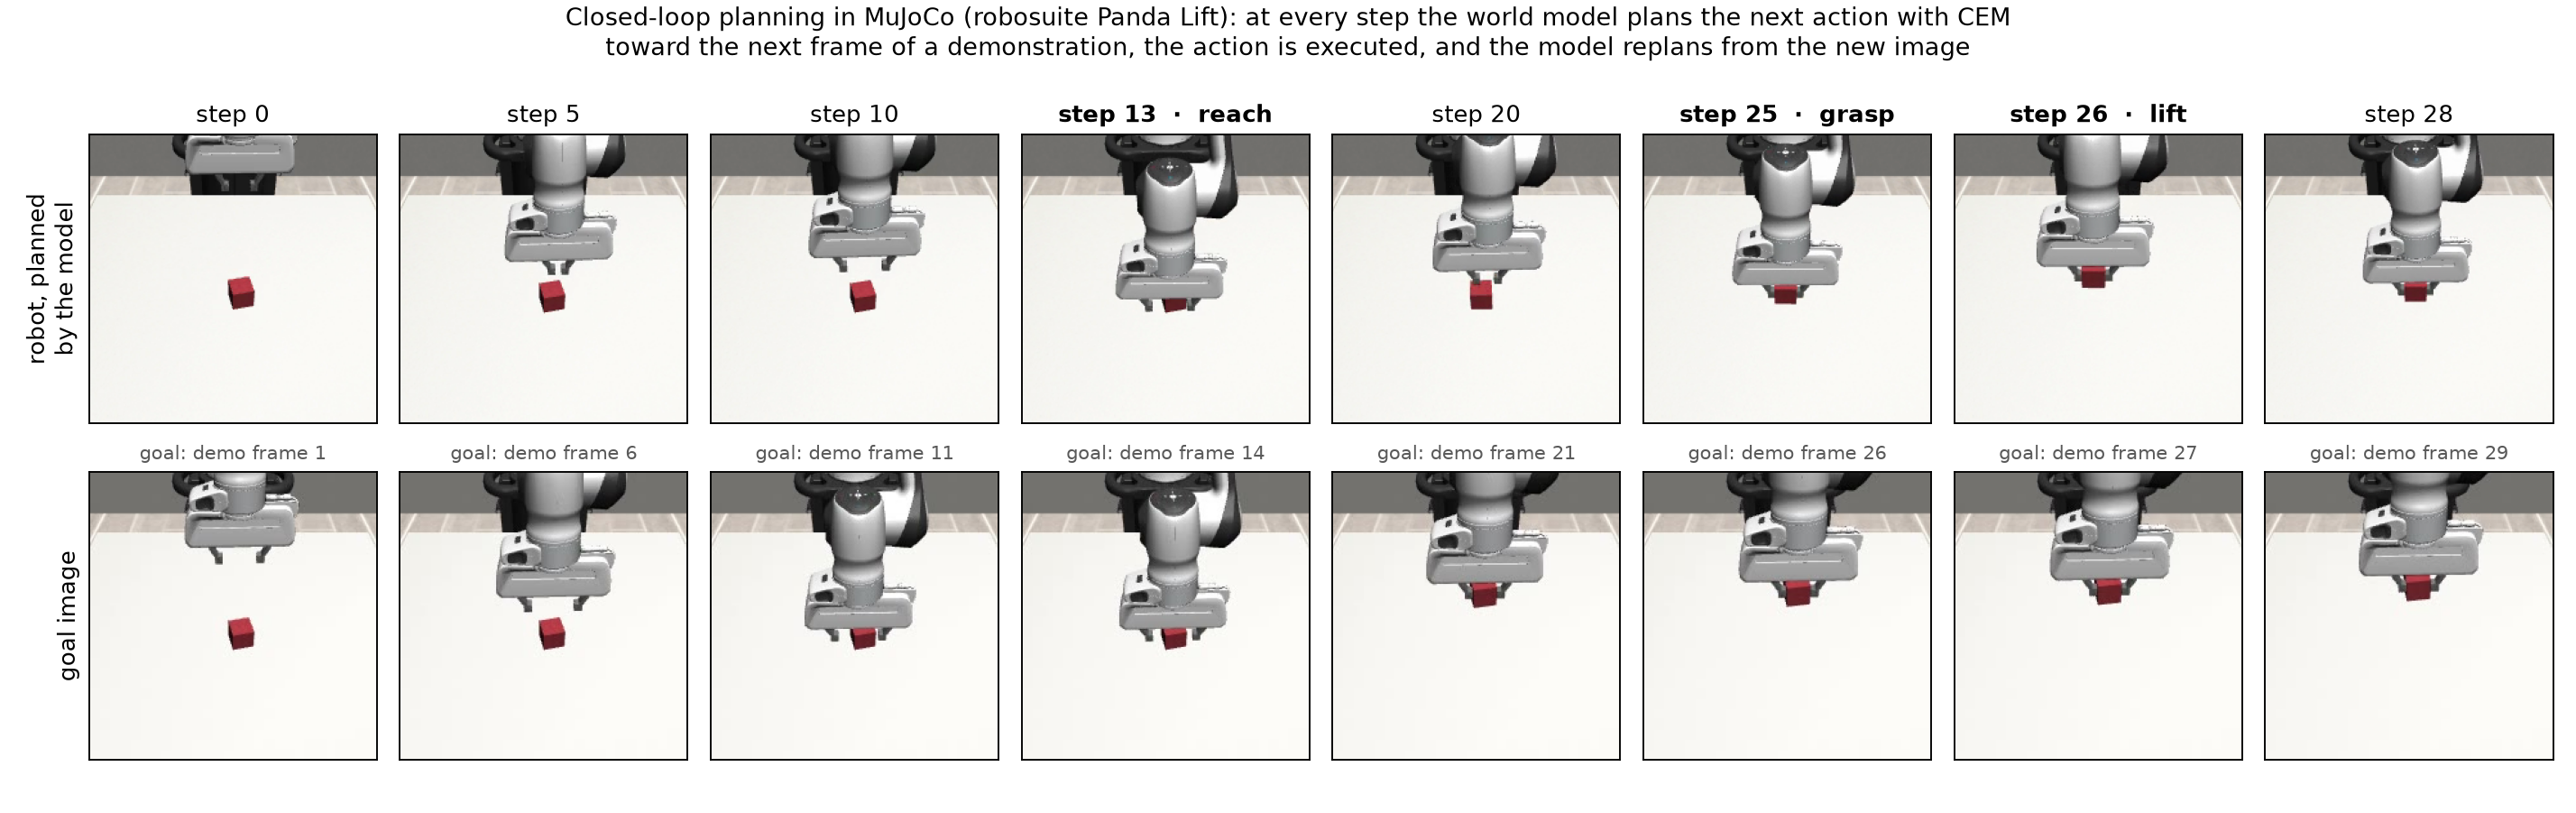 Closed-loop planning in MuJoCo (robosuite Panda Lift): at every step the world model plans the next action with CEM
toward the next frame of a demonstration, the action is executed, and the model replans from the new image
step 0
step 5
step 10
step 13 · reach
step 20
step 25 · grasp
step 26 · lift
step 28
robot, planned
by the model
goal: demo frame 1
goal: demo frame 6
goal: demo frame 11
goal: demo frame 14
goal: demo frame 21
goal: demo frame 26
goal: demo frame 27
goal: demo frame 29
goal image